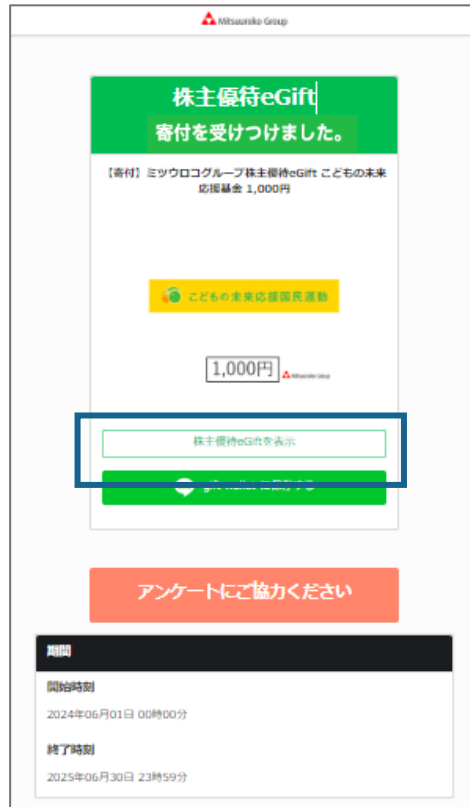 Mitsuuroko Group
株主優待eGift
寄付を受けつけました。
【寄付】ミツウロコグループ株主優待eGift こどもの未来
応援基金 1,000円
こどもの未来応援国民運動
1,000円
Mitsuuroko Group
株主優待eGiftを表示
アンケートにご協力ください
期間
開始時刻
2024年06月01日 00時00分
終了時刻
2025年06月30日 23時59分